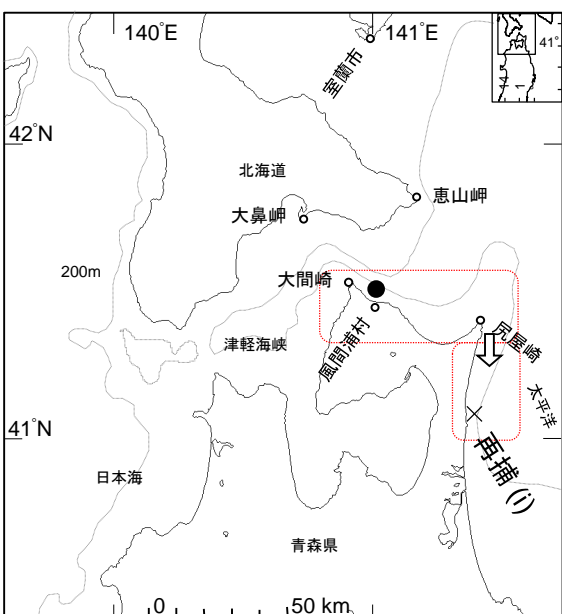 140°E
141°E
41°
室蘭市
42°N
北海道
恵山岬
大鼻岬
200m
大間崎
津軽海峡
風間浦村
尻屋崎
太平洋
41°N
再捕 (i)
日本海
青森県
0
50 km